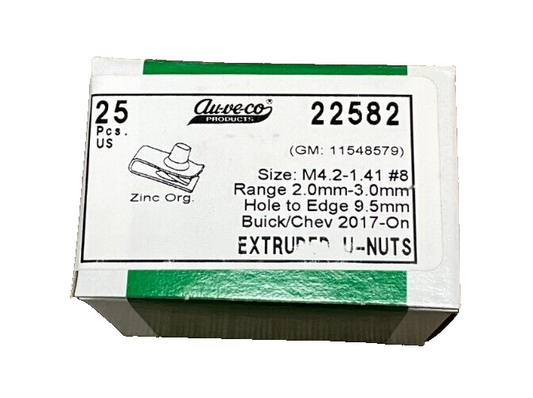 25
Pcs.
US
Au-ve-co®
PRODUCTS
22582
(GM: 11548579)
Zinc Org.
Size: M4.2-1.41 #8
Range 2.0mm-3.0mm
Hole to Edge 9.5mm
Buick/Chev 2017-On
EXTRUDED U-NUTS